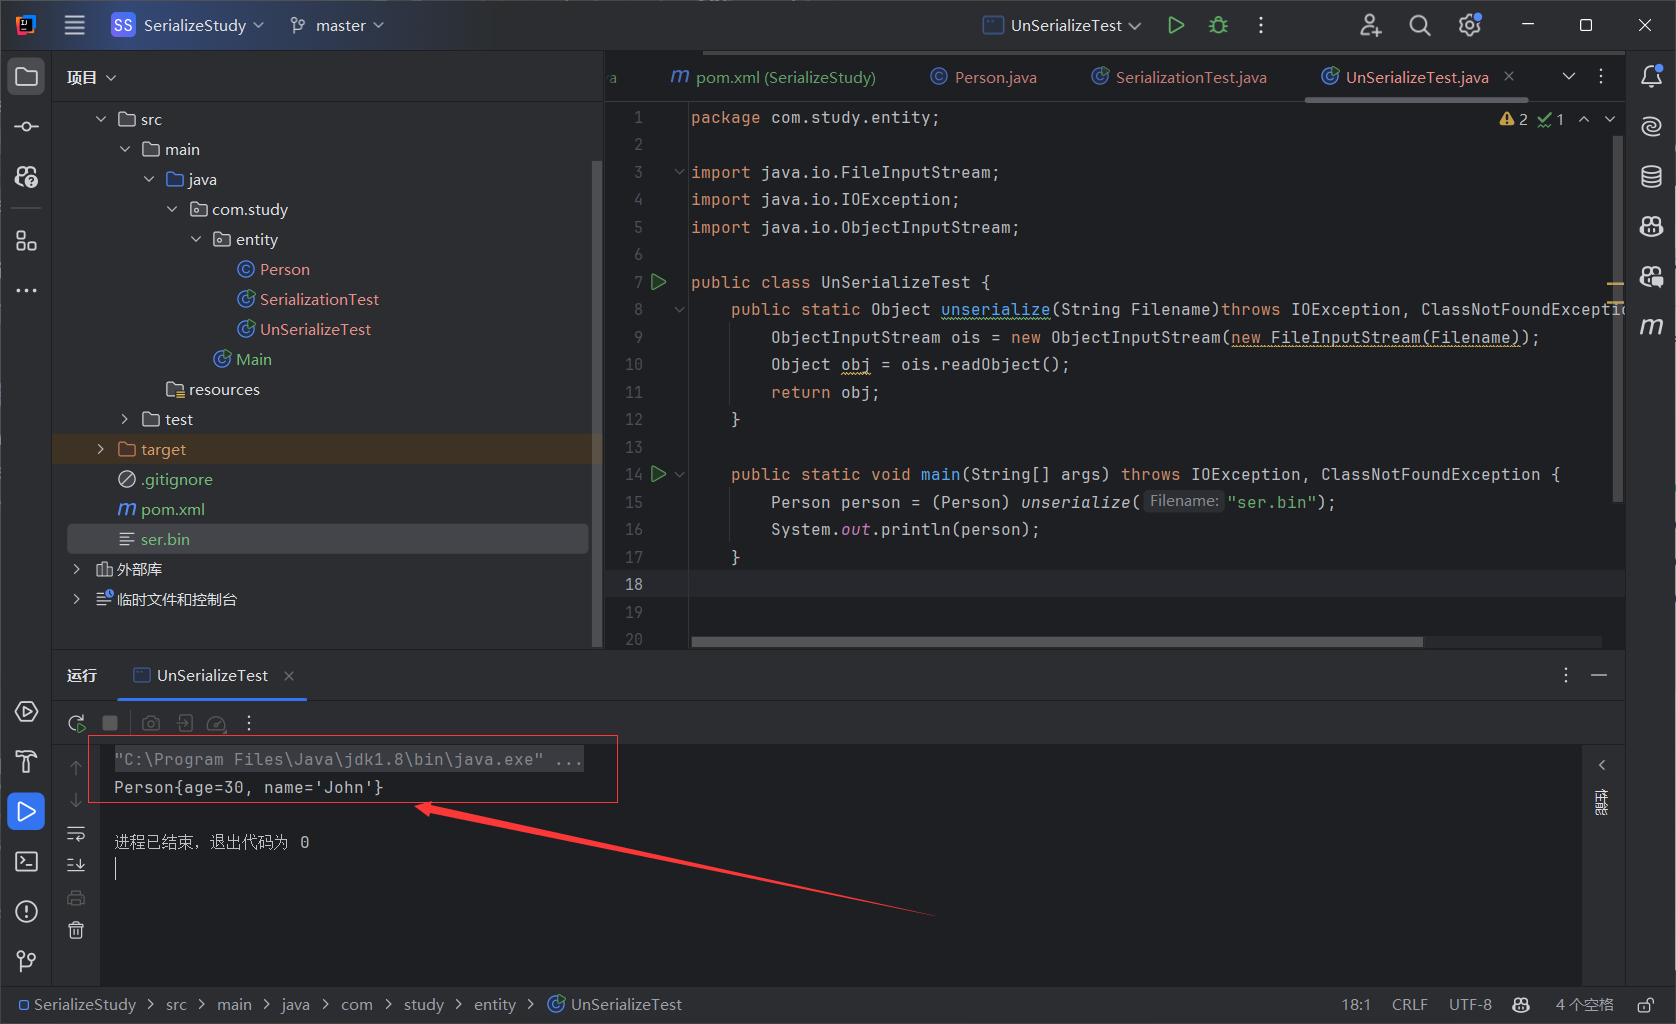 SS SerializeStudy master UnSerializeTest
项目
src
main
java
com.study
entity
Person
SerializationTest
UnSerializeTest
Main
resources
test
target
.gitignore
pom.xml
ser.bin
外部库
临时文件和控制台
va pom.xml (SerializeStudy) Person.java SerializationTest.java UnSerializeTest.java
2 1
1 package com.study.entity;
2
3 import java.io.FileInputStream;
4 import java.io.IOException;
5 import java.io.ObjectInputStream;
6
7 public class UnSerializeTest {
8 public static Object unserialize(String Filename)throws IOException, ClassNotFoundExceptio
9 ObjectInputStream ois = new ObjectInputStream(new FileInputStream(Filename));
10 Object obj = ois.readObject();
11 return obj;
12 }
13
14 public static void main(String[] args) throws IOException, ClassNotFoundException {
15 Person person = (Person) unserialize( Filename: "ser.bin");
16 System.out.println(person);
17 }
18
19
20
运行 UnSerializeTest
"C:\Program Files\Java\jdk1.8\bin\java.exe" ...
Person{age=30, name='John'}
进程已结束，退出代码为 0
性能
SerializeStudy > src > main > java > com > study > entity > UnSerializeTest
18:1 CRLF UTF-8 4 个空格